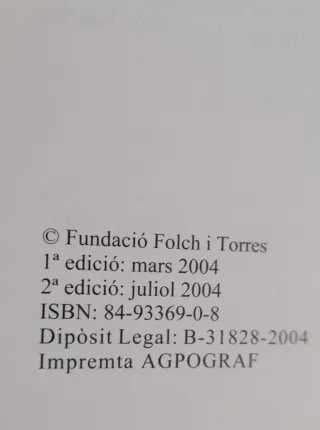 © Fundació Folch i Torres
1ª edició: mars 2004
2ª edició: juliol 2004
ISBN: 84-93369-0-8
Dipòsit Legal: B-31828-2004
Impremta AGPOGRAF